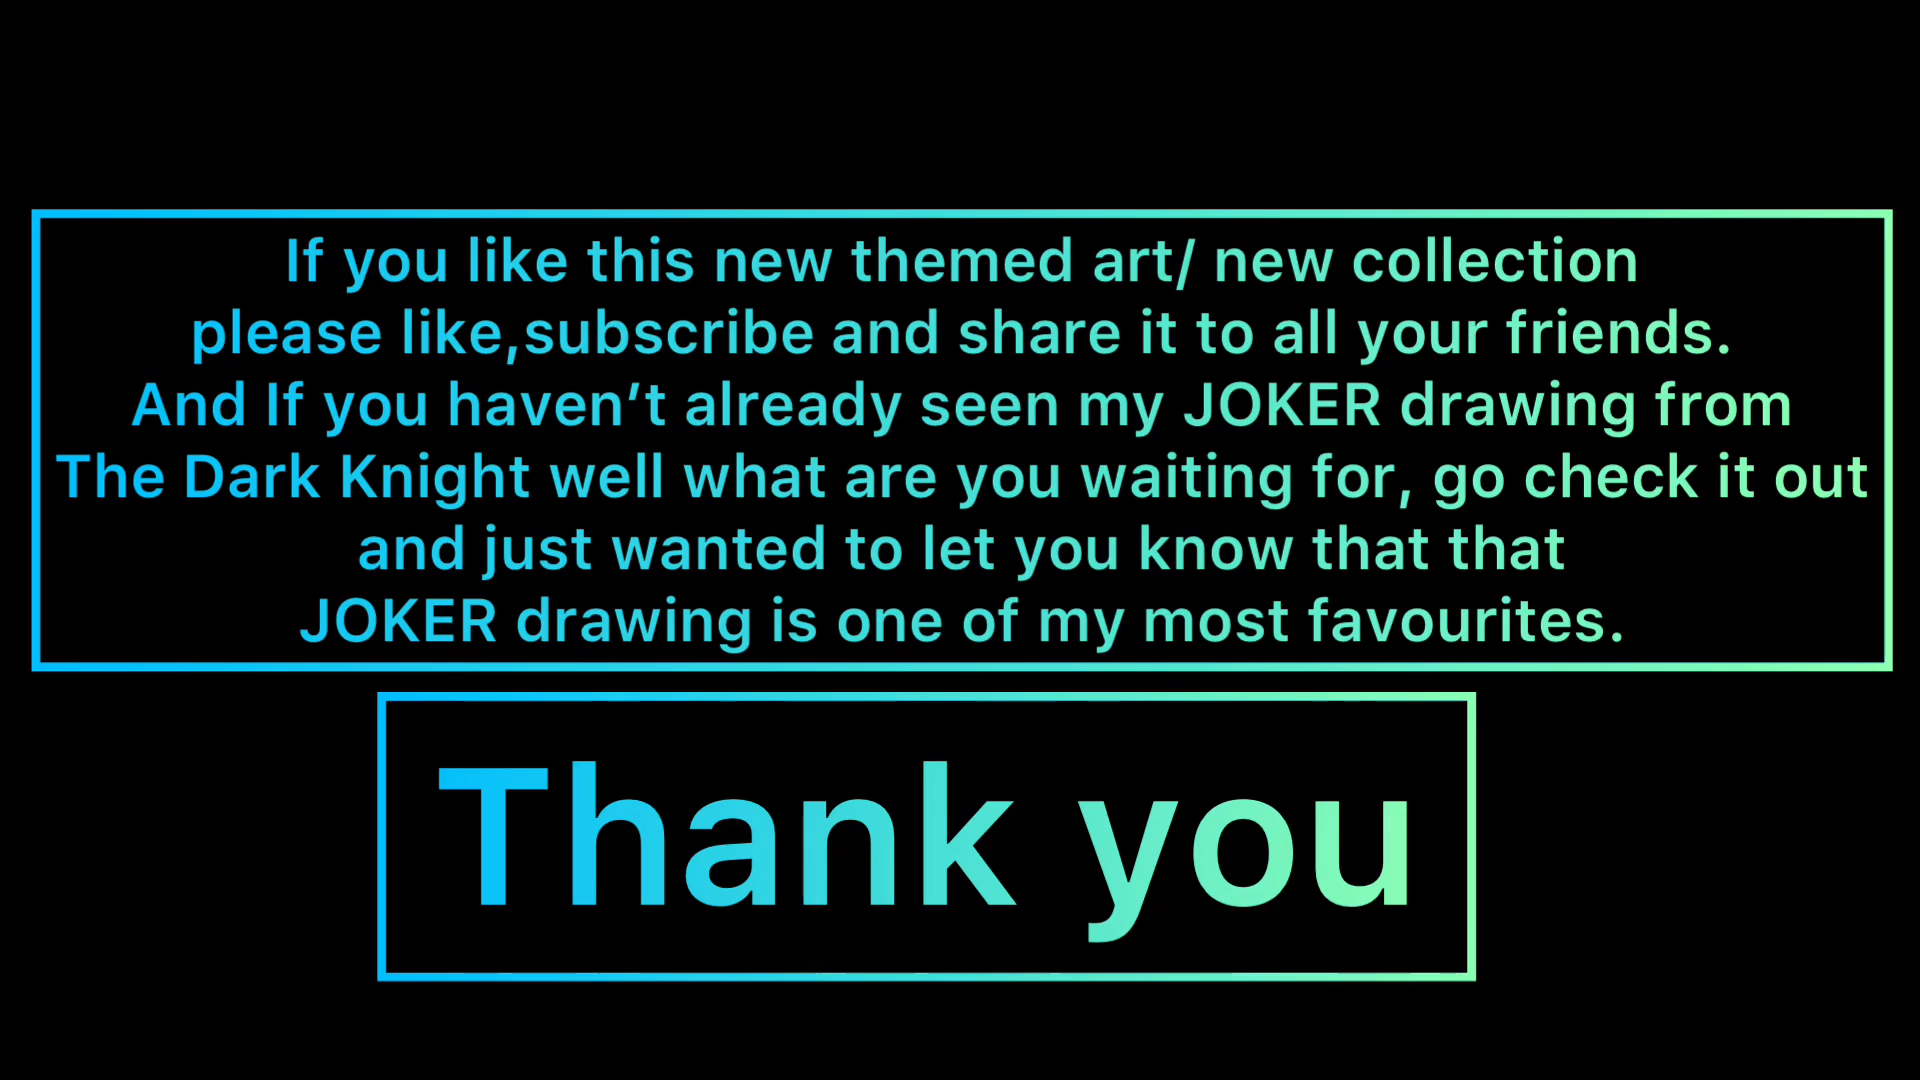 If you like this new themed art/ new collection
please like,subscribe and share it to all your friends.
And If you haven’t already seen my JOKER drawing from
The Dark Knight well what are you waiting for, go check it out
and just wanted to let you know that that
JOKER drawing is one of my most favourites.
Thank you